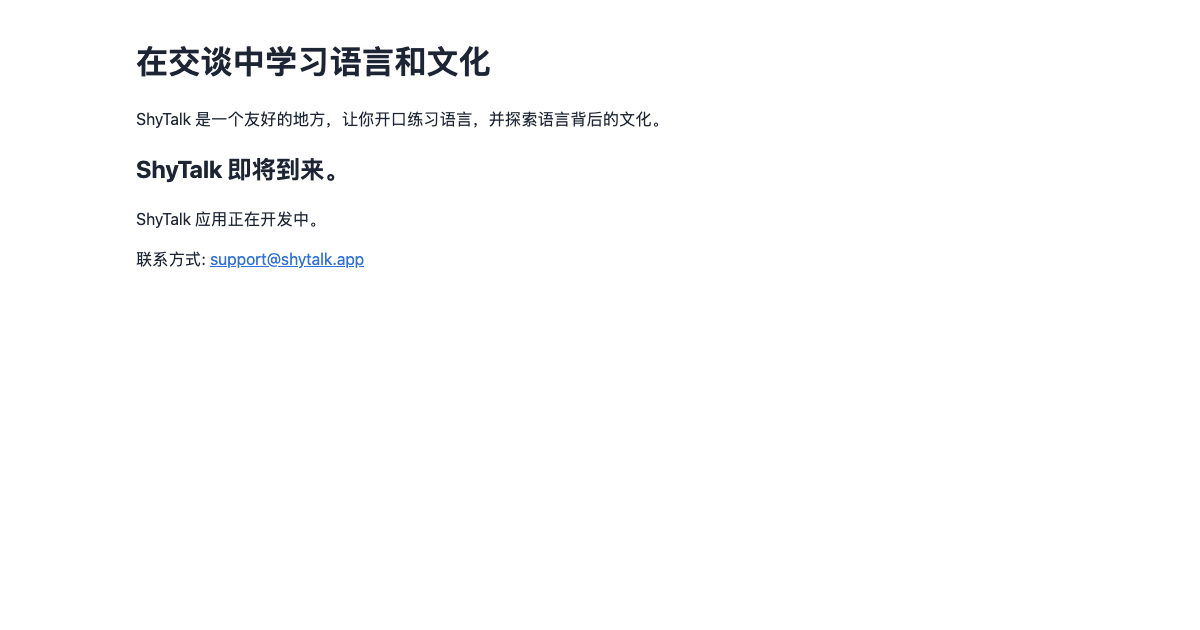 在交谈中学习语言和文化
ShyTalk 是一个友好的地方，让你开口练习语言，并探索语言背后的文化。
ShyTalk 即将到来。
ShyTalk 应用正在开发中。
联系方式: support@shytalk.app